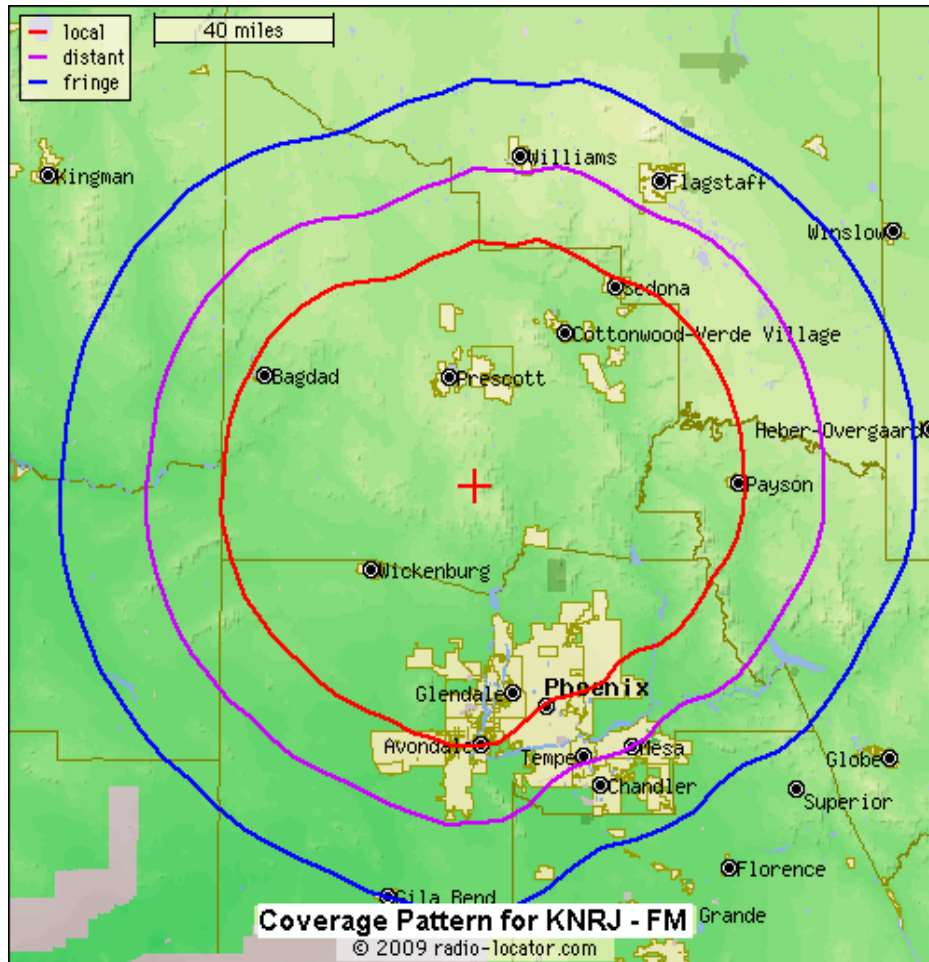 local
distant
fringe
40 miles
Williams
Kingman
Flagstaff
Winslow
Sedona
Cottonwood-Verde Village
Bagdad
Prescott
Heber-Overgaard
Payson
Wickenburg
Glendale
Phoenix
Avondale
Tempe
Mesa
Globe
Chandler
Superior
Florence
Gila Bend
Grande
Coverage Pattern for KNRJ - FM
© 2009 radio-locator.com